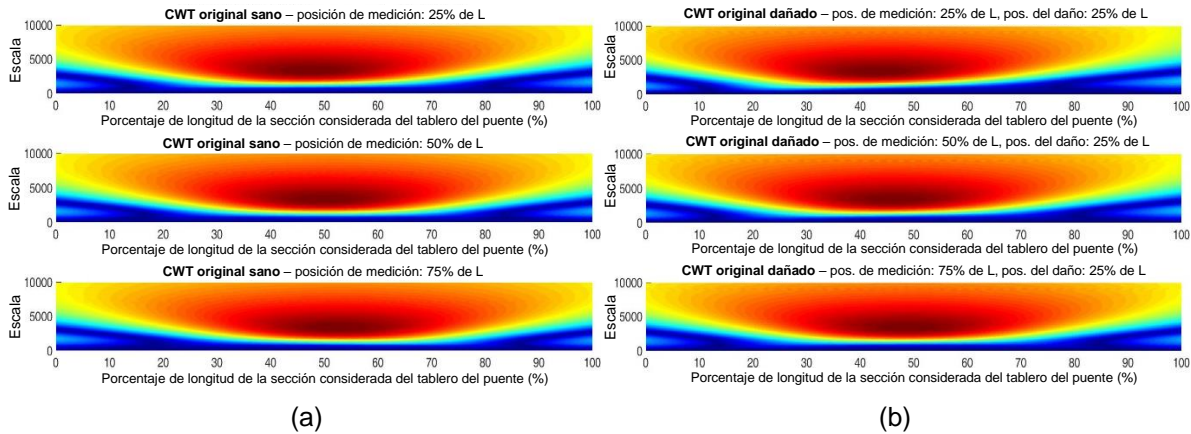 CWT original sano – posición de medición: 25% de L
10000
5000
0
Escala
0 10 20 30 40 50 60 70 80 90 100
Porcentaje de longitud de la sección considerada del tablero del puente (%)
CWT original sano – posición de medición: 50% de L
10000
5000
0
Escala
0 10 20 30 40 50 60 70 80 90 100
Porcentaje de longitud de la sección considerada del tablero del puente (%)
CWT original sano – posición de medición: 75% de L
10000
5000
0
Escala
0 10 20 30 40 50 60 70 80 90 100
Porcentaje de longitud de la sección considerada del tablero del puente (%)
(a)
CWT original dañado – pos. de medición: 25% de L, pos. del daño: 25% de L
10000
5000
0
Escala
0 10 20 30 40 50 60 70 80 90 100
Porcentaje de longitud de la sección considerada del tablero del puente (%)
CWT original dañado – pos. de medición: 50% de L, pos. del daño: 25% de L
10000
5000
0
Escala
0 10 20 30 40 50 60 70 80 90 100
Porcentaje de longitud de la sección considerada del tablero del puente (%)
CWT original dañado – pos. de medición: 75% de L, pos. del daño: 25% de L
10000
5000
0
Escala
0 10 20 30 40 50 60 70 80 90 100
Porcentaje de longitud de la sección considerada del tablero del puente (%)
(b)